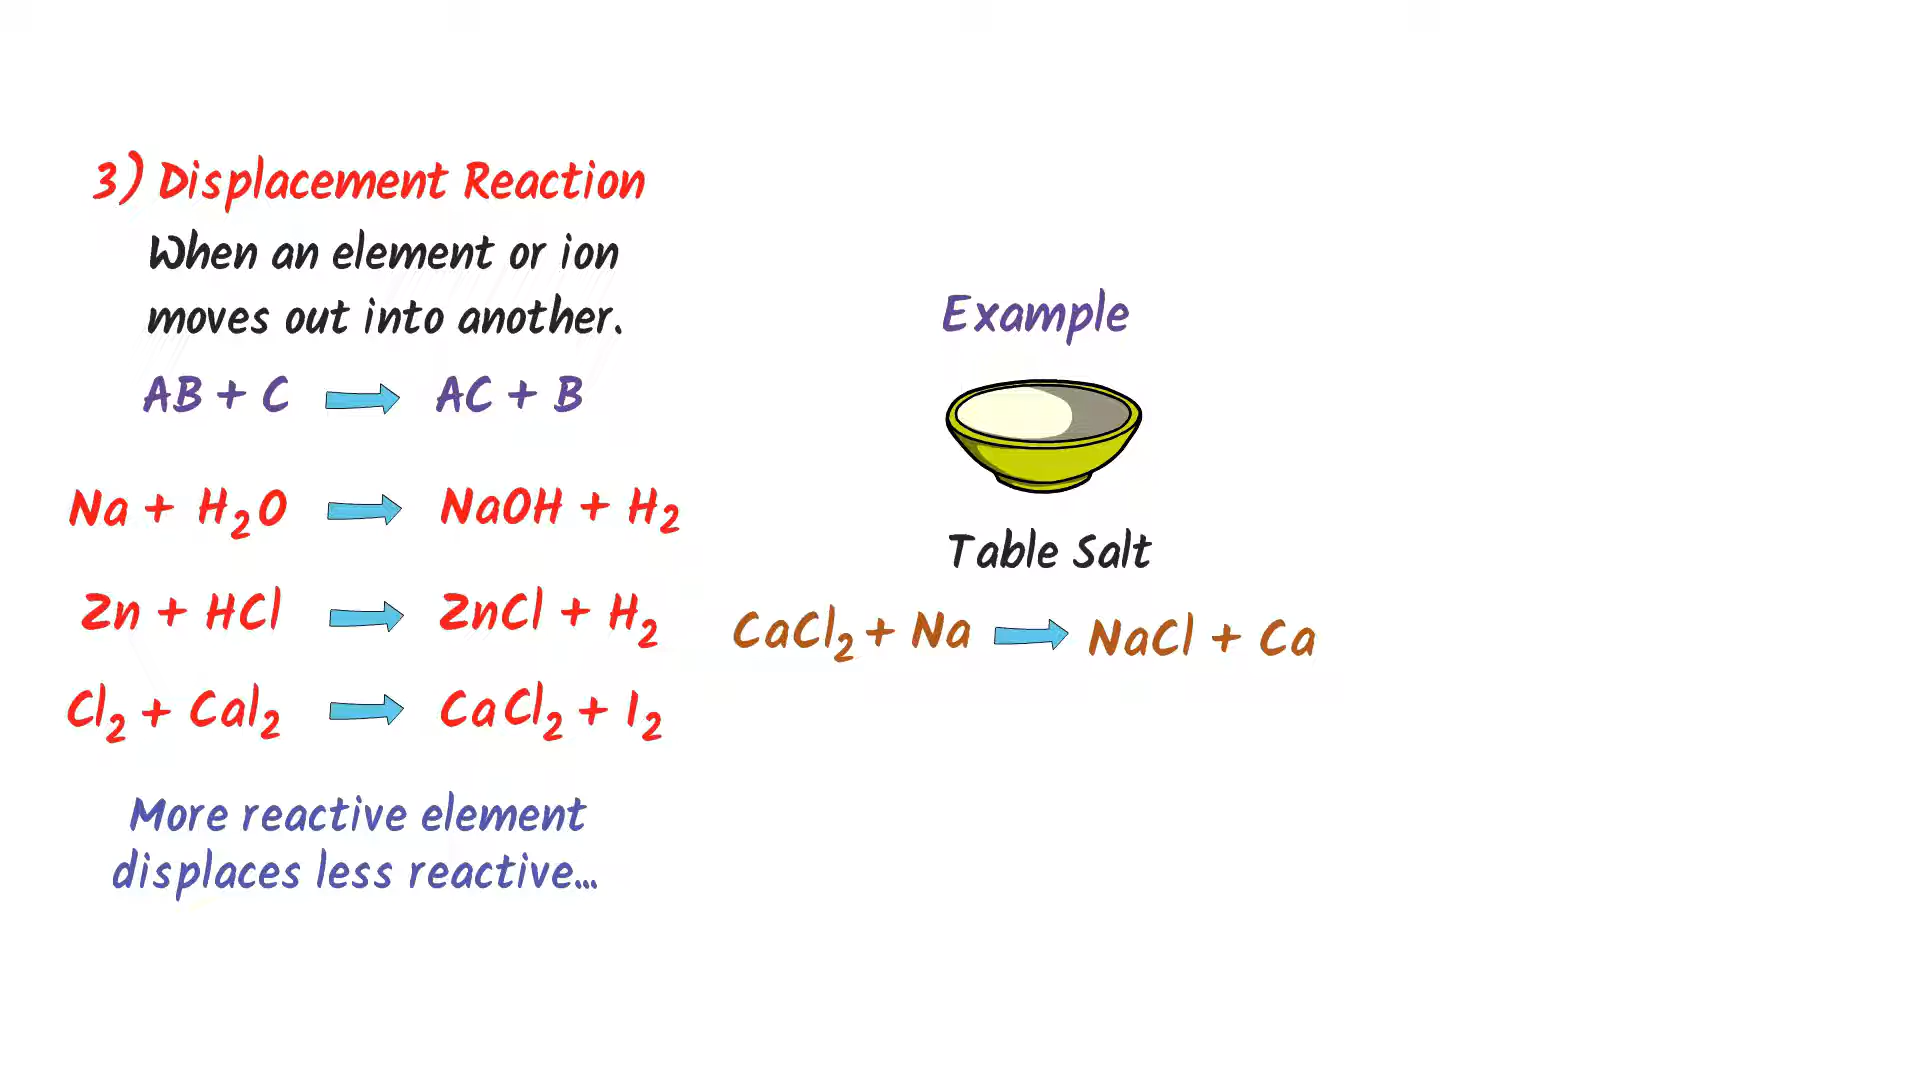 3) Displacement Reaction
When an element or ion
moves out into another.
AB + C → AC + B
Na + H₂O → NaOH + H₂
Zn + HCl → ZnCl + H₂
Cl₂ + CaI₂ → CaCl₂ + I₂
More reactive element
displaces less reactive...
Example
Table Salt
CaCl₂ + Na → NaCl + Ca